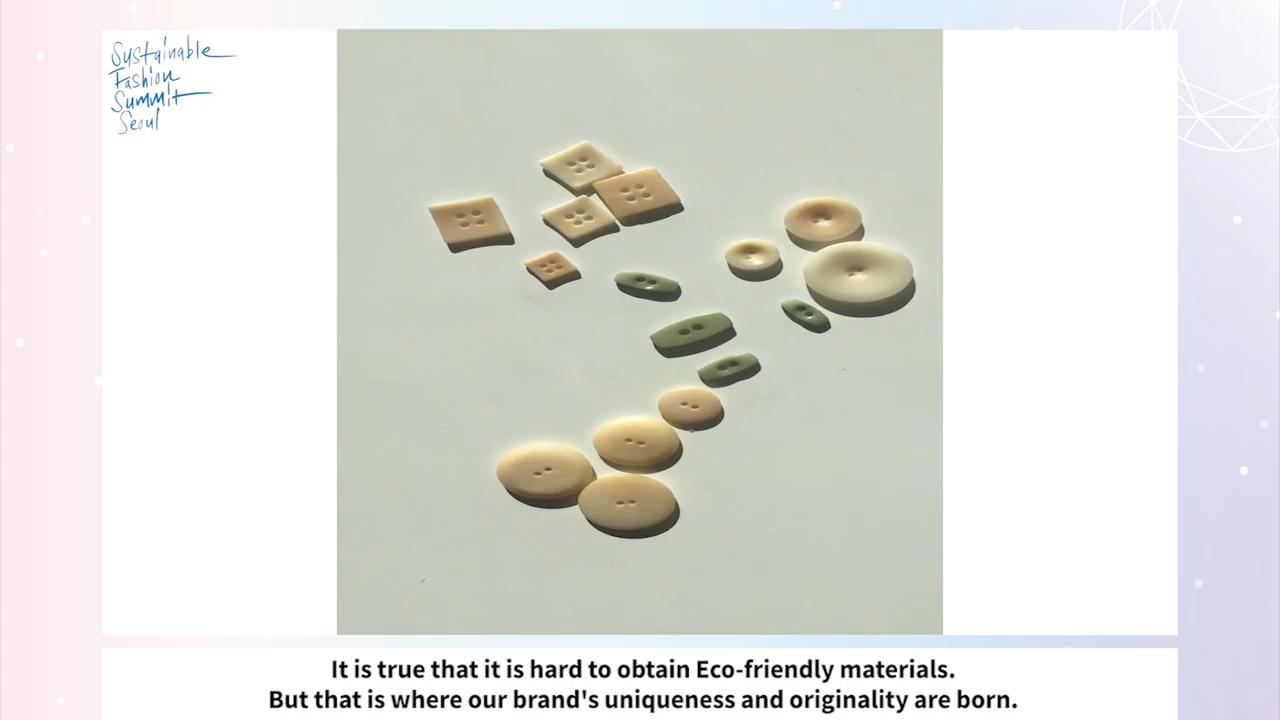 Sustainable
Fashion
Summit
Seoul
It is true that it is hard to obtain Eco-friendly materials.
But that is where our brand's uniqueness and originality are born.